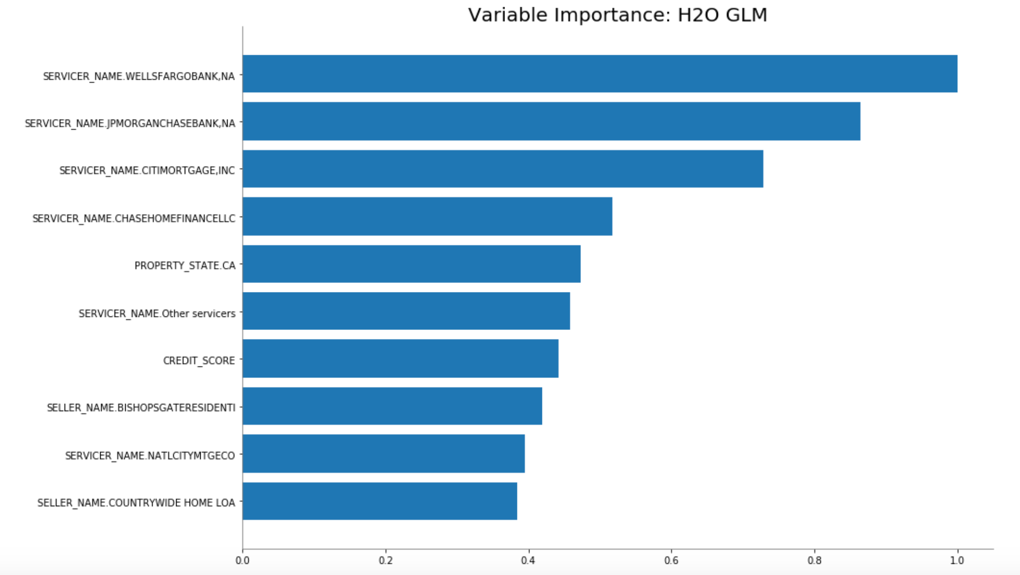 Variable Importance: H2O GLM
SERVICER_NAME.WELLSFARGOBANK,NA
SERVICER_NAME.JPMORGANCHASEBANK,NA
SERVICER_NAME.CITIMORTGAGE,INC
SERVICER_NAME.CHASEHOMEFINANCELLC
PROPERTY_STATE.CA
SERVICER_NAME.Other servicers
CREDIT_SCORE
SELLER_NAME.BISHOPSGATERESIDENTI
SERVICER_NAME.NATLCITYMTGECO
SELLER_NAME.COUNTRYWIDE HOME LOA
0.0 0.2 0.4 0.6 0.8 1.0